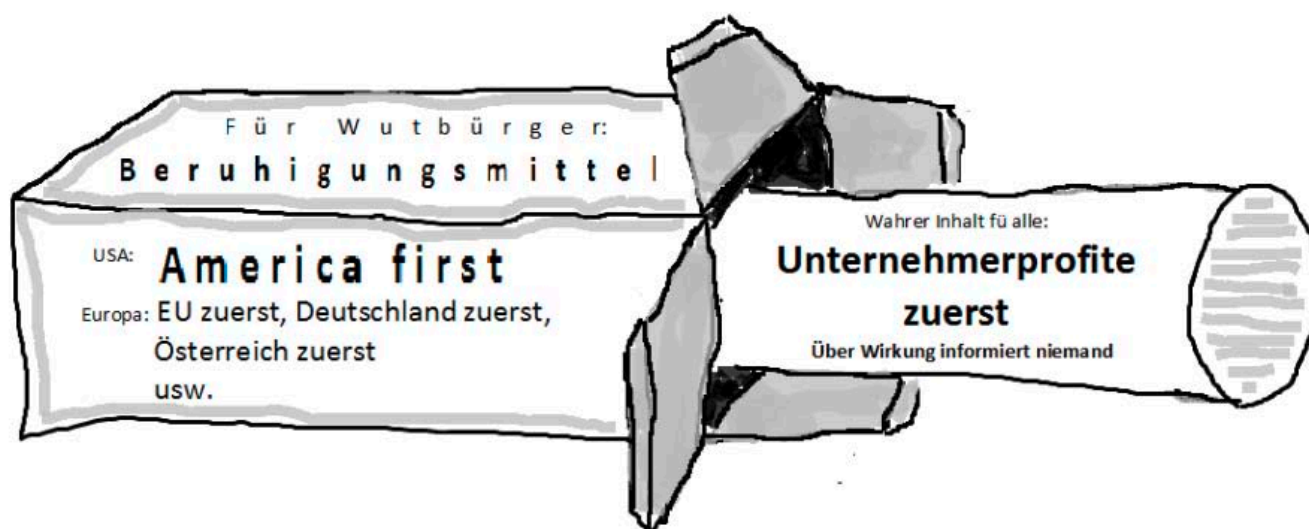 Für Wutbürger:
Beruhigungsmittel
USA: America first
Europa: EU zuerst, Deutschland zuerst,
Österreich zuerst
usw.
Wahrer Inhalt fü alle:
Unternehmerprofite
zuerst
Über Wirkung informiert niemand